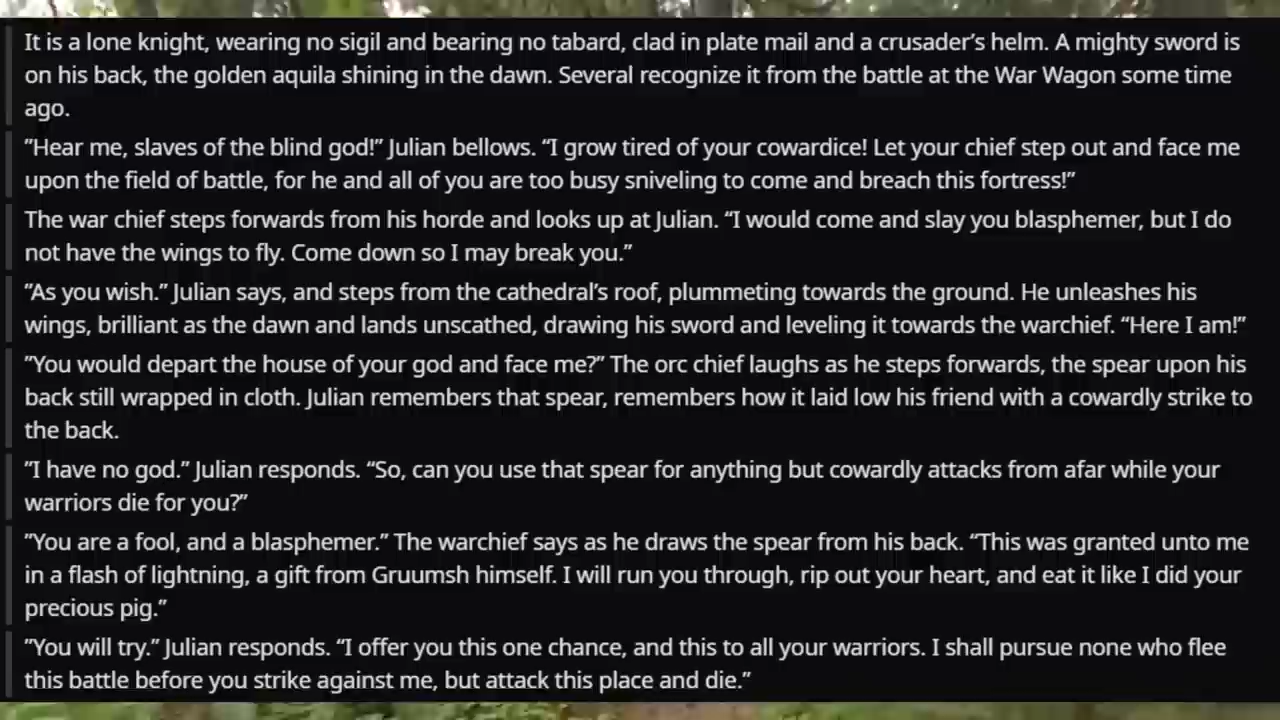 It is a lone knight, wearing no sigil and bearing no tabard, clad in plate mail and a crusader’s helm. A mighty sword is
on his back, the golden aquila shining in the dawn. Several recognize it from the battle at the War Wagon some time
ago.
”Hear me, slaves of the blind god!” Julian bellows. “I grow tired of your cowardice! Let your chief step out and face me
upon the field of battle, for he and all of you are too busy sniveling to come and breach this fortress!”
The war chief steps forwards from his horde and looks up at Julian. “I would come and slay you blasphemer, but I do
not have the wings to fly. Come down so I may break you.”
”As you wish.” Julian says, and steps from the cathedral’s roof, plummeting towards the ground. He unleashes his
wings, brilliant as the dawn and lands unscathed, drawing his sword and leveling it towards the warchief. “Here I am!”
”You would depart the house of your god and face me?” The orc chief laughs as he steps forwards, the spear upon his
back still wrapped in cloth. Julian remembers that spear, remembers how it laid low his friend with a cowardly strike to
the back.
”I have no god.” Julian responds. “So, can you use that spear for anything but cowardly attacks from afar while your
warriors die for you?”
”You are a fool, and a blasphemer.” The warchief says as he draws the spear from his back. “This was granted unto me
in a flash of lightning, a gift from Gruumsh himself. I will run you through, rip out your heart, and eat it like I did your
precious pig.”
”You will try.” Julian responds. “I offer you this one chance, and this to all your warriors. I shall pursue none who flee
this battle before you strike against me, but attack this place and die.”